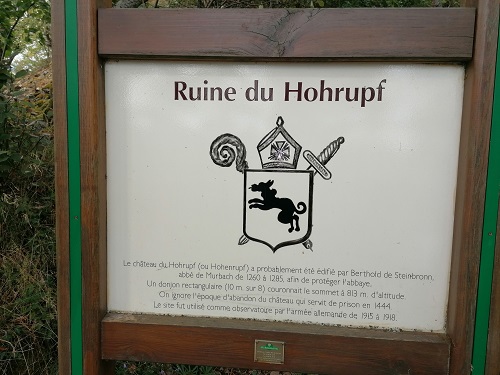 Ruine du Hohrupf
Le château du Hohrupf (ou Hohenrupf) a probablement été édifié par Berthold de Steinbronn,
abbé de Murbach de 1260 à 1285, afin de protéger l'abbaye.
Un donjon rectangulaire (10 m. sur 8) couronnait le sommet à 813 m. d'altitude
On ignore l'époque d'abandon du château qui servit de prison en 1444.
Le site fut utilisé comme observatoire par l'armée allemande de 1915 à 1918.